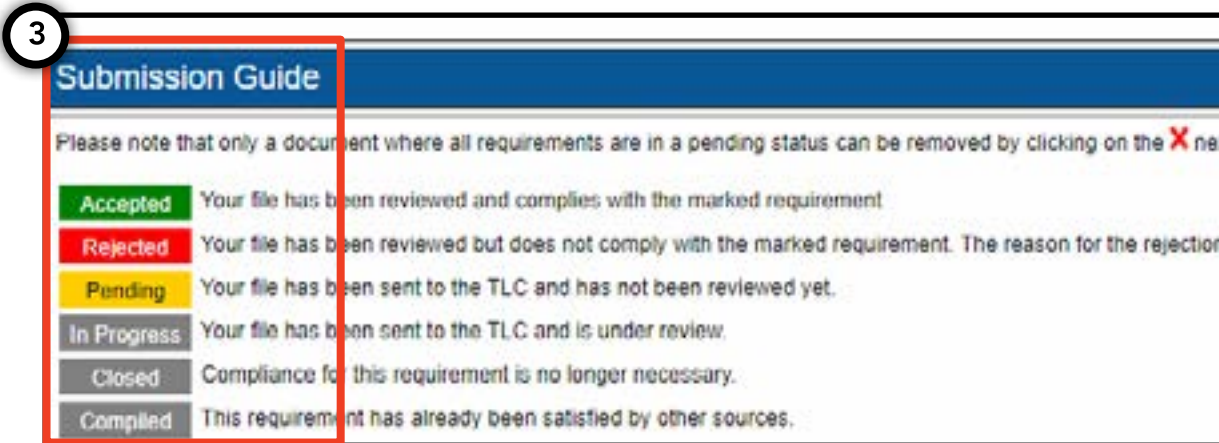 3
Submission Guide
Please note that only a document where all requirements are in a pending status can be removed by clicking on the X ne
Accepted Your file has been reviewed and complies with the marked requirement
Rejected Your file has been reviewed but does not comply with the marked requirement. The reason for the rejection
Pending Your file has been sent to the TLC and has not been reviewed yet.
In Progress Your file has been sent to the TLC and is under review.
Closed Compliance for this requirement is no longer necessary.
Compiled This requirement has already been satisfied by other sources.